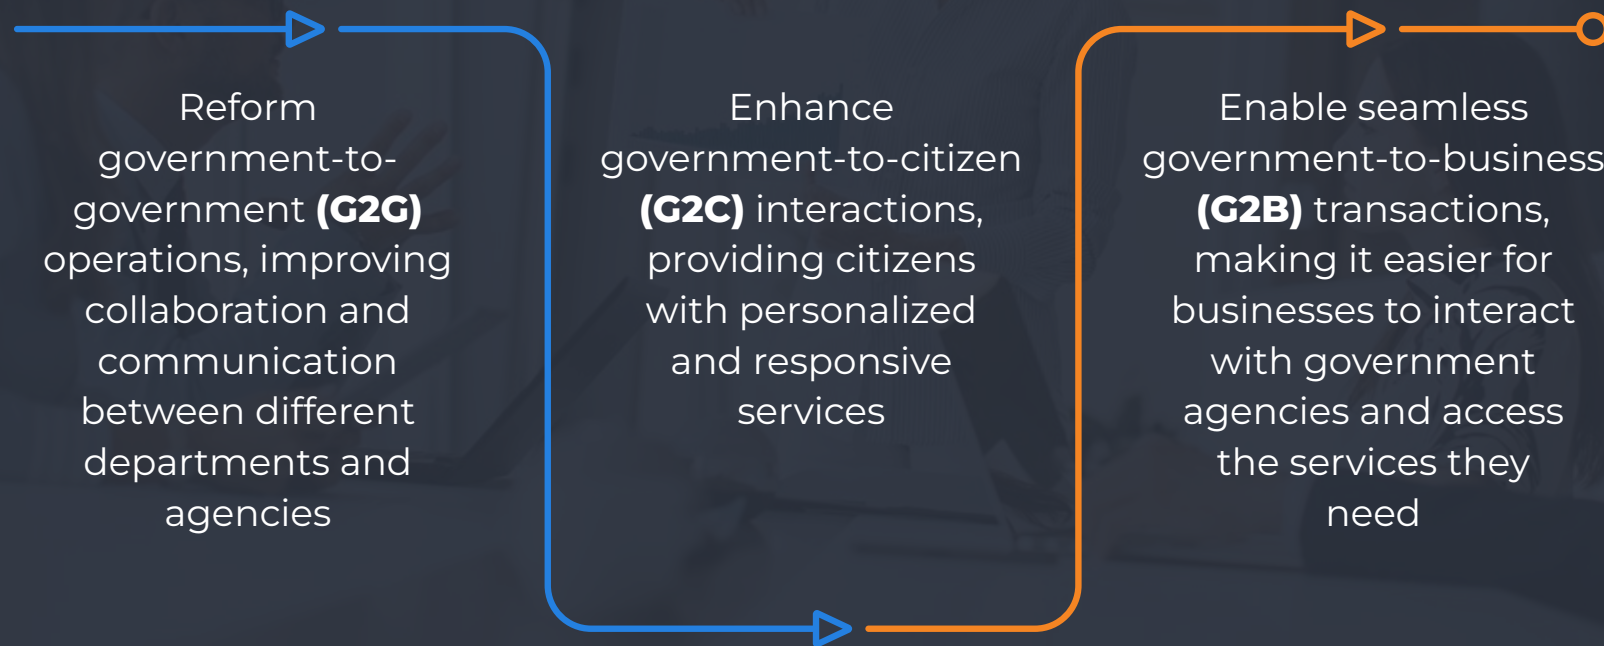 Reform
government-to-
government (G2G)
operations, improving
collaboration and
communication
between different
departments and
agencies
Enhance
government-to-citizen
(G2C) interactions,
providing citizens
with personalized
and responsive
services
Enable seamless
government-to-business
(G2B) transactions,
making it easier for
businesses to interact
with government
agencies and access
the services they
need